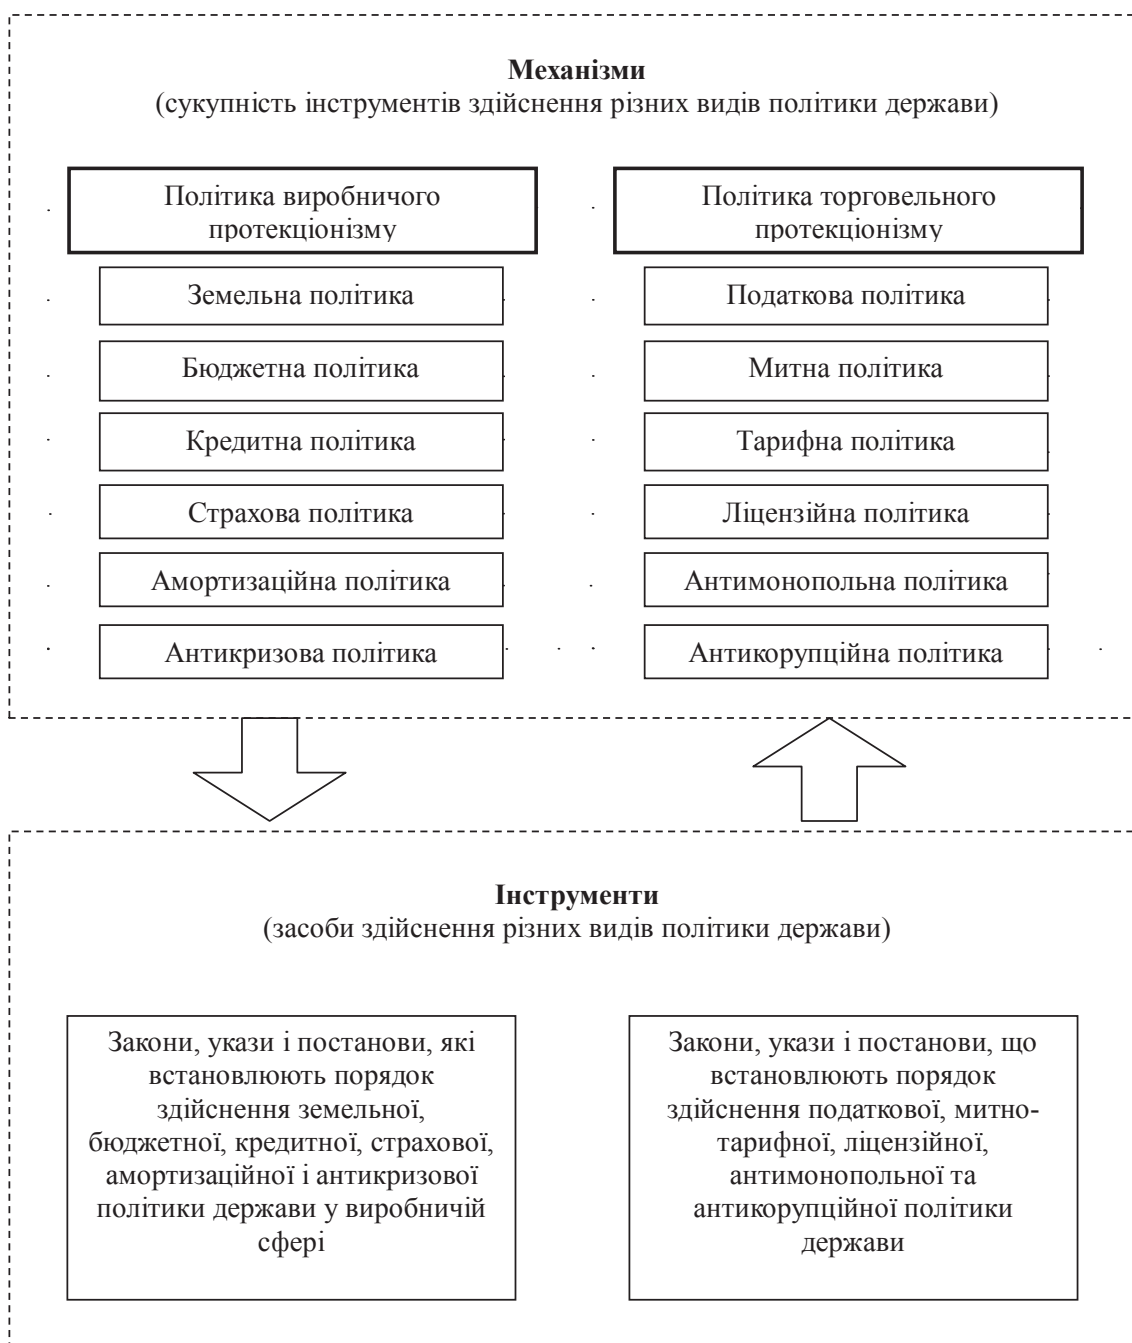 Механізми
(сукупність інструментів здійснення різних видів політики держави)
Політика виробничого
протекціонізму
Земельна політика
Бюджетна політика
Кредитна політика
Страхова політика
Амортизаційна політика
Антикризова політика
Політика торговельного
протекціонізму
Податкова політика
Митна політика
Тарифна політика
Ліцензійна політика
Антимонопольна політика
Антикорупційна політика
Інструменти
(засоби здійснення різних видів політики держави)
Закони, укази і постанови, які
встановлюють порядок
здійснення земельної,
бюджетної, кредитної, страхової,
амортизаційної і антикризової
політики держави у виробничій
сфері
Закони, укази і постанови, що
встановлюють порядок
здійснення податкової, митно-
тарифної, ліцензійної,
антимонопольної та
антикорупційної політики
держави